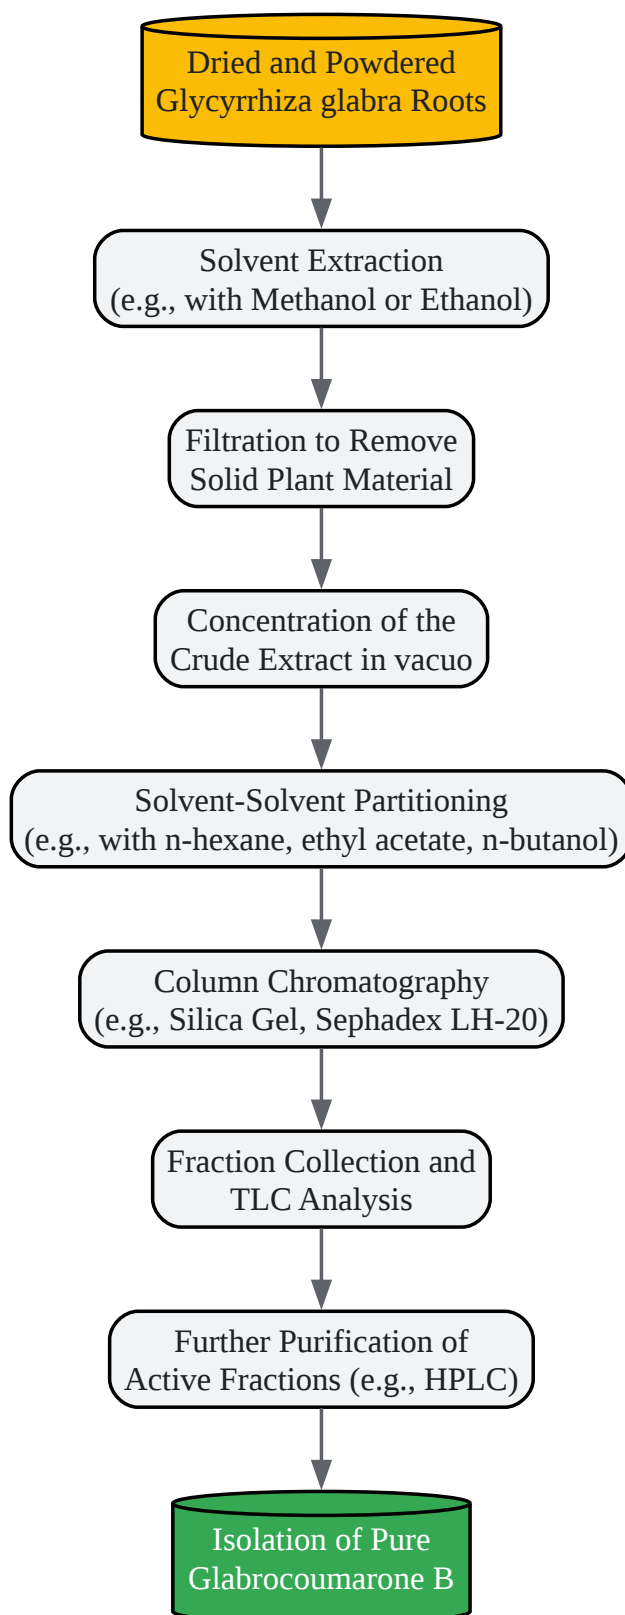 Dried and Powdered
Glycyrrhiza glabra Roots
Solvent Extraction
(e.g., with Methanol or Ethanol)
Filtration to Remove
Solid Plant Material
Concentration of the
Crude Extract in vacuo
Solvent-Solvent Partitioning
(e.g., with n-hexane, ethyl acetate, n-butanol)
Column Chromatography
(e.g., Silica Gel, Sephadex LH-20)
Fraction Collection and
TLC Analysis
Further Purification of
Active Fractions (e.g., HPLC)
Isolation of Pure
Glabrocoumarone B